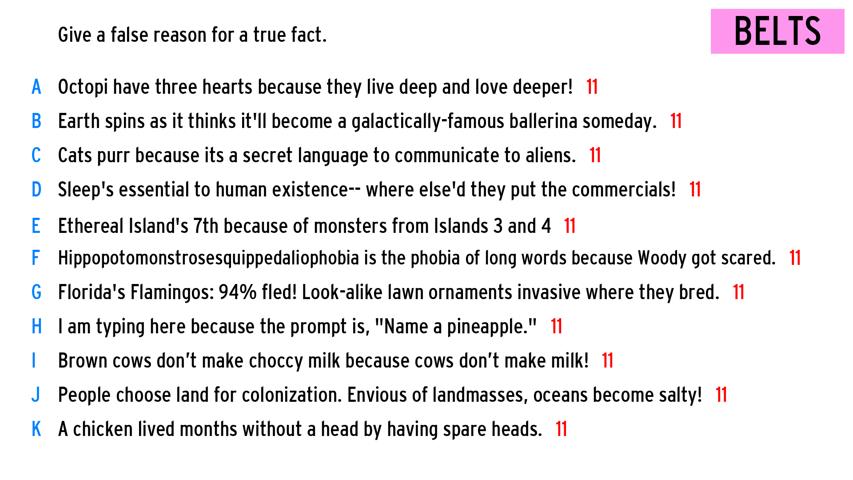 Give a false reason for a true fact.
BELTS
A Octopi have three hearts because they live deep and love deeper! 11
B Earth spins as it thinks it'll become a galactically-famous ballerina someday. 11
C Cats purr because its a secret language to communicate to aliens. 11
D Sleep's essential to human existence-- where else'd they put the commercials! 11
E Ethereal Island's 7th because of monsters from Islands 3 and 4 11
F Hippopotomonstrosesquippedaliophobia is the phobia of long words because Woody got scared. 11
G Florida's Flamingos: 94% fled! Look-alike lawn ornaments invasive where they bred. 11
H I am typing here because the prompt is, "Name a pineapple." 11
I Brown cows don’t make choccy milk because cows don’t make milk! 11
J People choose land for colonization. Envious of landmasses, oceans become salty! 11
K A chicken lived months without a head by having spare heads. 11